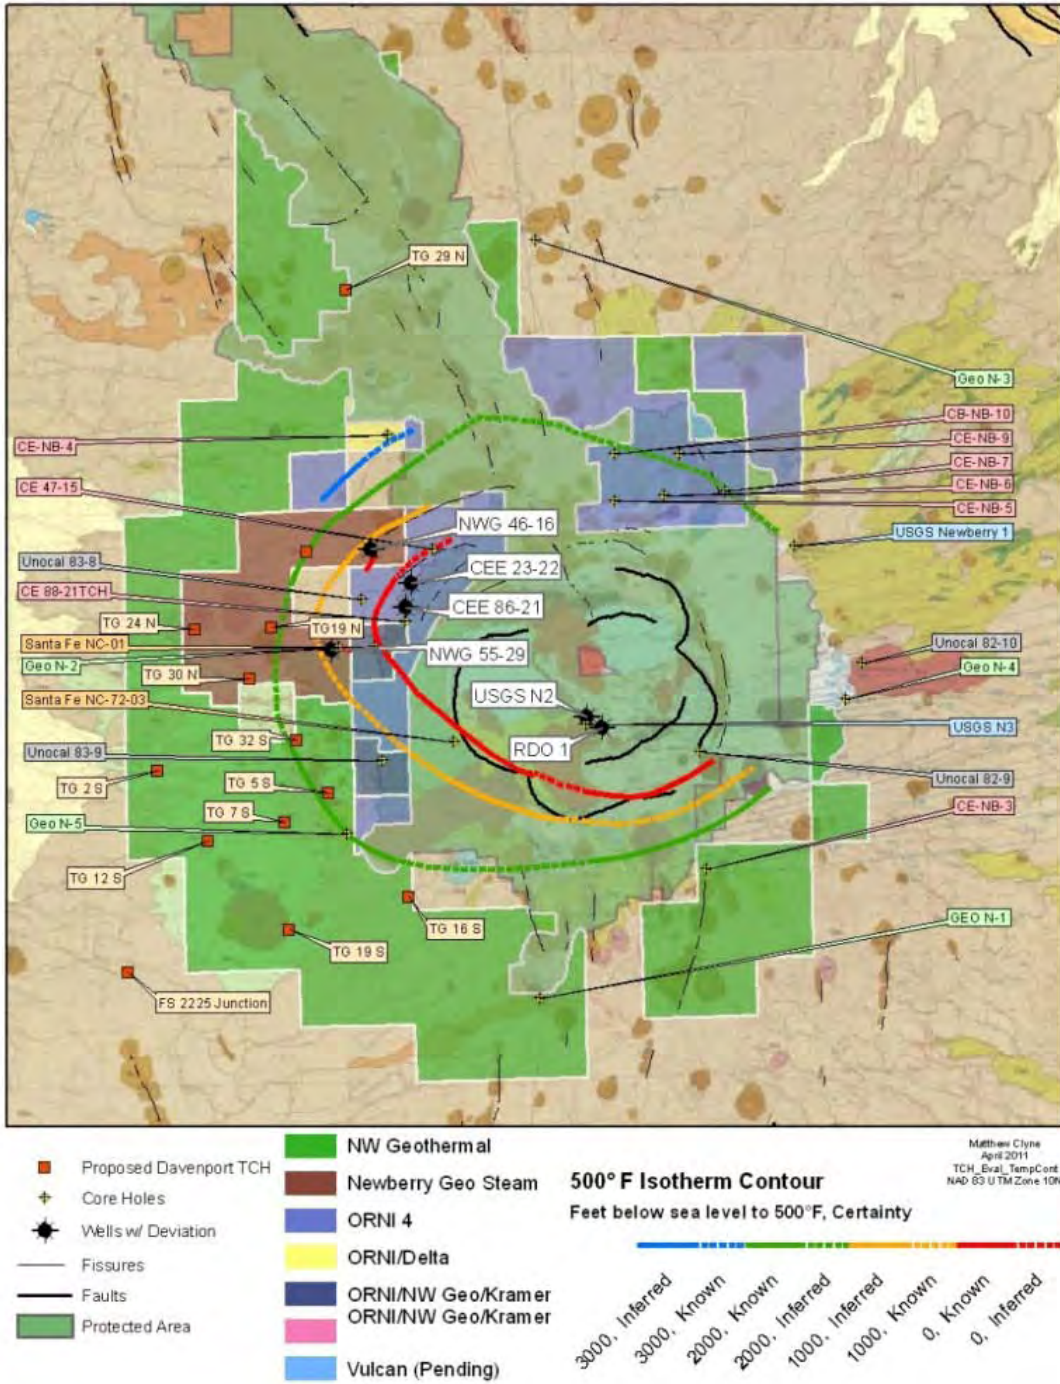 TG 29 N
Geo N-3
CB-NB-10
CE-NB-4
CE-NB-9
CE-NB-7
CE 47-15
CE-NB-6
CE-NB-5
NWG 46-16
USGS Newberry 1
Unocal 83-8
CEE 23-22
CE 88-21TCH
CEE 86-21
TG 24 N
TG19 N
Santa Fe NC-01
Unocal 82-10
NWG 55-29
Geo N-2
Geo N-4
TG 30 N
Santa Fe NC-72-03
USGS N2
USGS N3
TG 32 S
RDO 1
Unocal 83-9
Unocal 82-9
TG 2 S
TG 5 S
CE-NB-3
TG 7 S
Geo N-5
TG 12 S
GEO N-1
TG 16 S
TG 19 S
FS 2225 Junction
Proposed Davenport TCH
Core Holes
Wells w/ Deviation
Fissures
Faults
Protected Area
NW Geothermal
Newberry Geo Steam
ORNI 4
ORNI/Delta
ORNI/NW Geo/Kramer
ORNI/NW Geo/Kramer
Vulcan (Pending)
Matthew Clyne
April 2011
TCH_Eval_TempCont
NAD 83 UTM Zone 10N
500° F Isotherm Contour
Feet below sea level to 500°F, Certainty
3000, Inferred
3000, Known
2000, Known
2000, Inferred
1000, Inferred
1000, Known
0, Known
0, Inferred